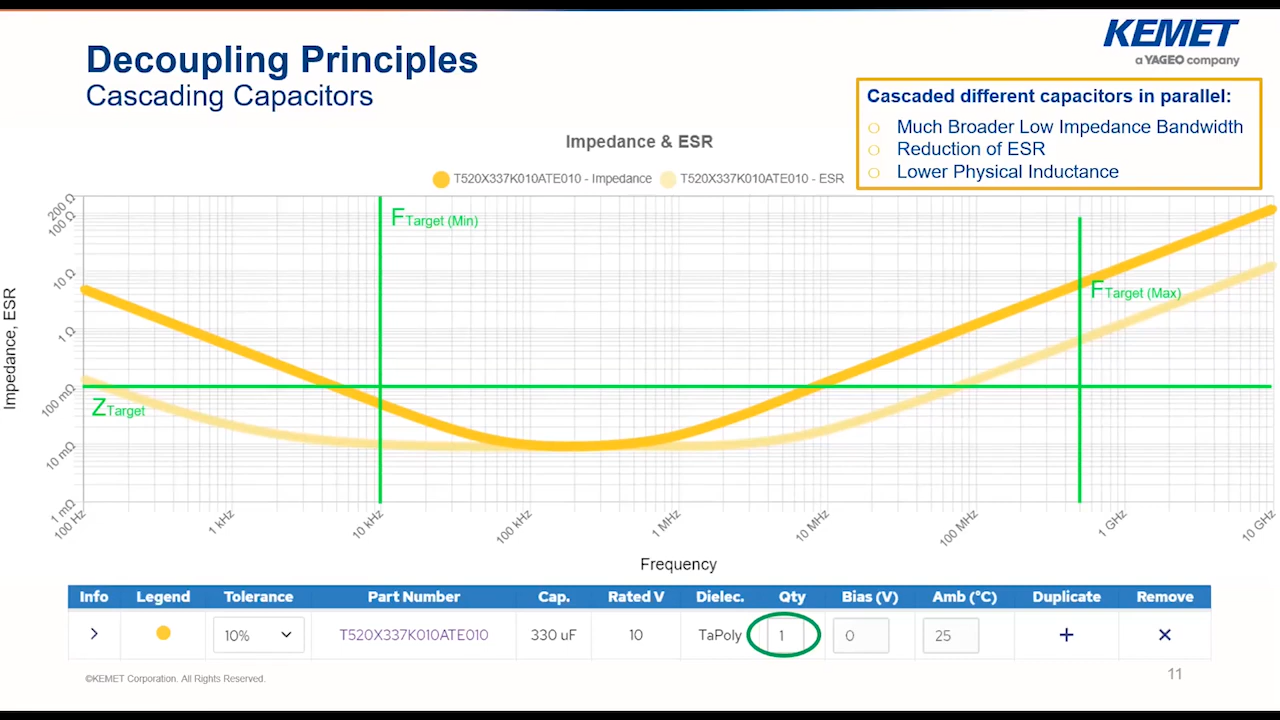 KEMET
a YAGEO company
Decoupling Principles
Cascading Capacitors
Cascaded different capacitors in parallel:
Much Broader Low Impedance Bandwidth
Reduction of ESR
Lower Physical Inductance
Impedance & ESR
T520X337K010ATE010 - Impedance T520X337K010ATE010 - ESR
200 Ω
100 Ω
10 Ω
1 Ω
100 mΩ
10 mΩ
1 mΩ
Impedance, ESR
FTarget (Min)
FTarget (Max)
ZTarget
100 Hz 1 kHz 10 kHz 100 kHz 1 MHz 10 MHz 100 MHz 1 GHz 10 GHz
Frequency
Info Legend Tolerance Part Number Cap. Rated V Dielec. Qty Bias (V) Amb (°C) Duplicate Remove
10% T520X337K010ATE010 330 uF 10 TaPoly 1 0 25
©KEMET Corporation. All Rights Reserved.
11